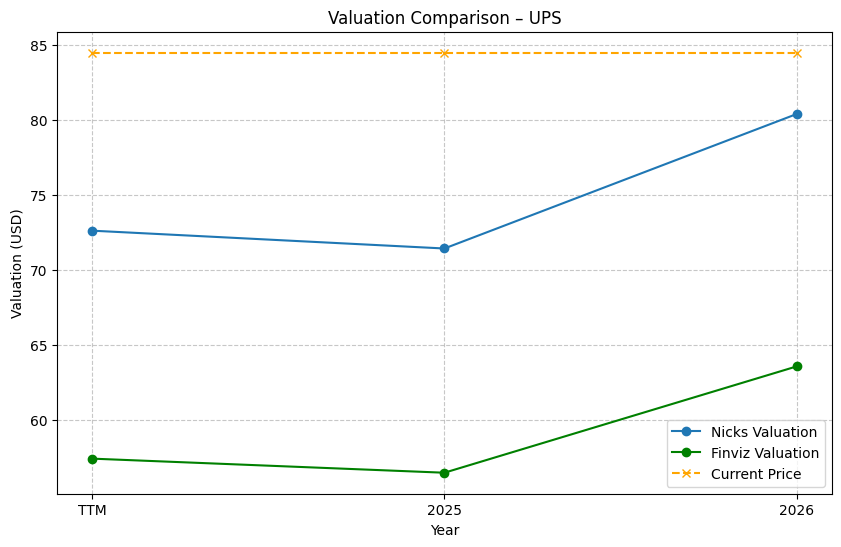 Valuation Comparison – UPS
Valuation (USD)
85
80
75
70
65
60
TTM
2025
2026
Year
Nicks Valuation
Finviz Valuation
Current Price